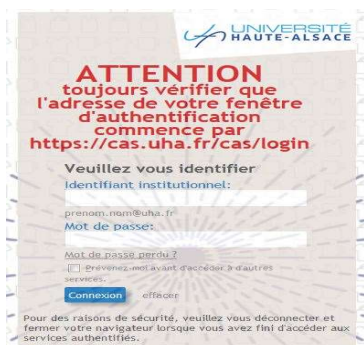 UNIVERSITÉ
HAUTE-ALSACE
ATTENTION
toujours vérifier que
l'adresse de votre fenêtre
d'authentification
commence par
https://cas.uha.fr/cas/login
Veuillez vous identifier
Identifiant institutionnel:
prenom.nom@uha.fr
Mot de passe:
Mot de passe perdu ?
Prévenez-moi avant d'accéder à d'autres
services.
Connexion effacer
Pour des raisons de sécurité, veuillez vous déconnecter et
fermer votre navigateur lorsque vous avez fini d'accéder aux
services authentifiés.